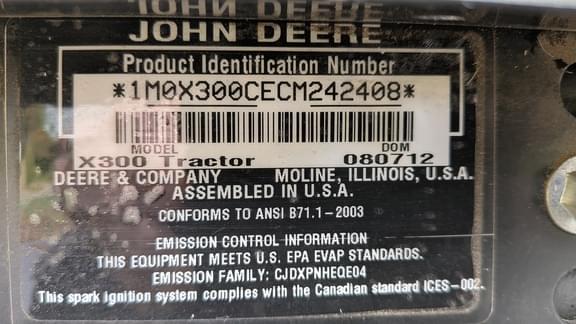 JOHN DEERE
JOHN DEERE
Product Identification Number
*1M0X300CECM242408*
MODEL DOM
X300 Tractor 080712
DEERE & COMPANY MOLINE, ILLINOIS, U.S.A.
ASSEMBLED IN U.S.A.
CONFORMS TO ANSI B71.1-2003
EMISSION CONTROL INFORMATION
THIS EQUIPMENT MEETS U.S. EPA EVAP STANDARDS.
EMISSION FAMILY: CJDXPNHEQE04
This spark ignition system complies with the Canadian standard ICES-002.